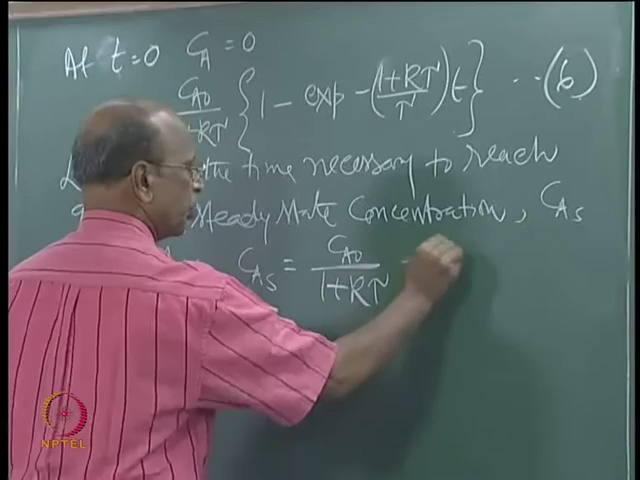 At t=0 C_A = 0
C_A0 / 1+kτ { 1 - exp - (1+kτ / τ) t } ... (6)
the time necessary to reach
steady state concentration, C_As
C_As = C_A0 / 1+kτ
NPTEL